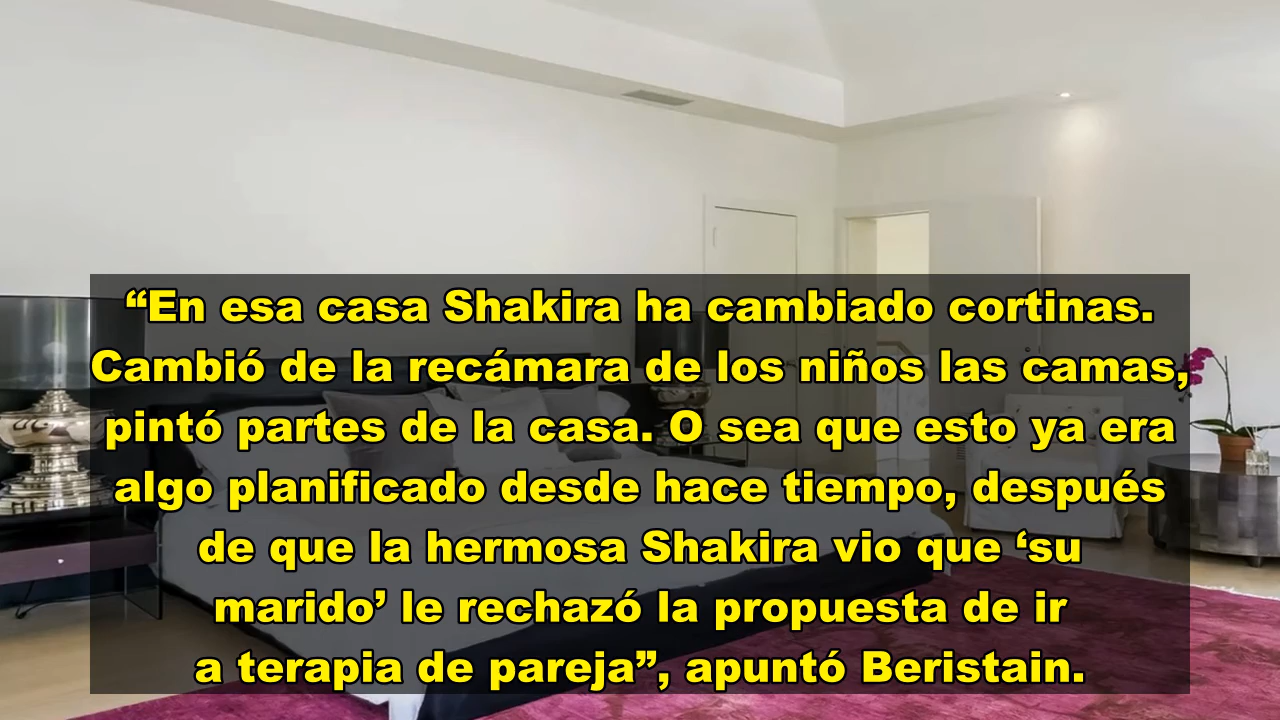 “En esa casa Shakira ha cambiado cortinas.
Cambió de la recámara de los niños las camas,
pintó partes de la casa. O sea que esto ya era
algo planificado desde hace tiempo, después
de que la hermosa Shakira vio que ‘su
marido’ le rechazó la propuesta de ir
a terapia de pareja”, apuntó Beristain.